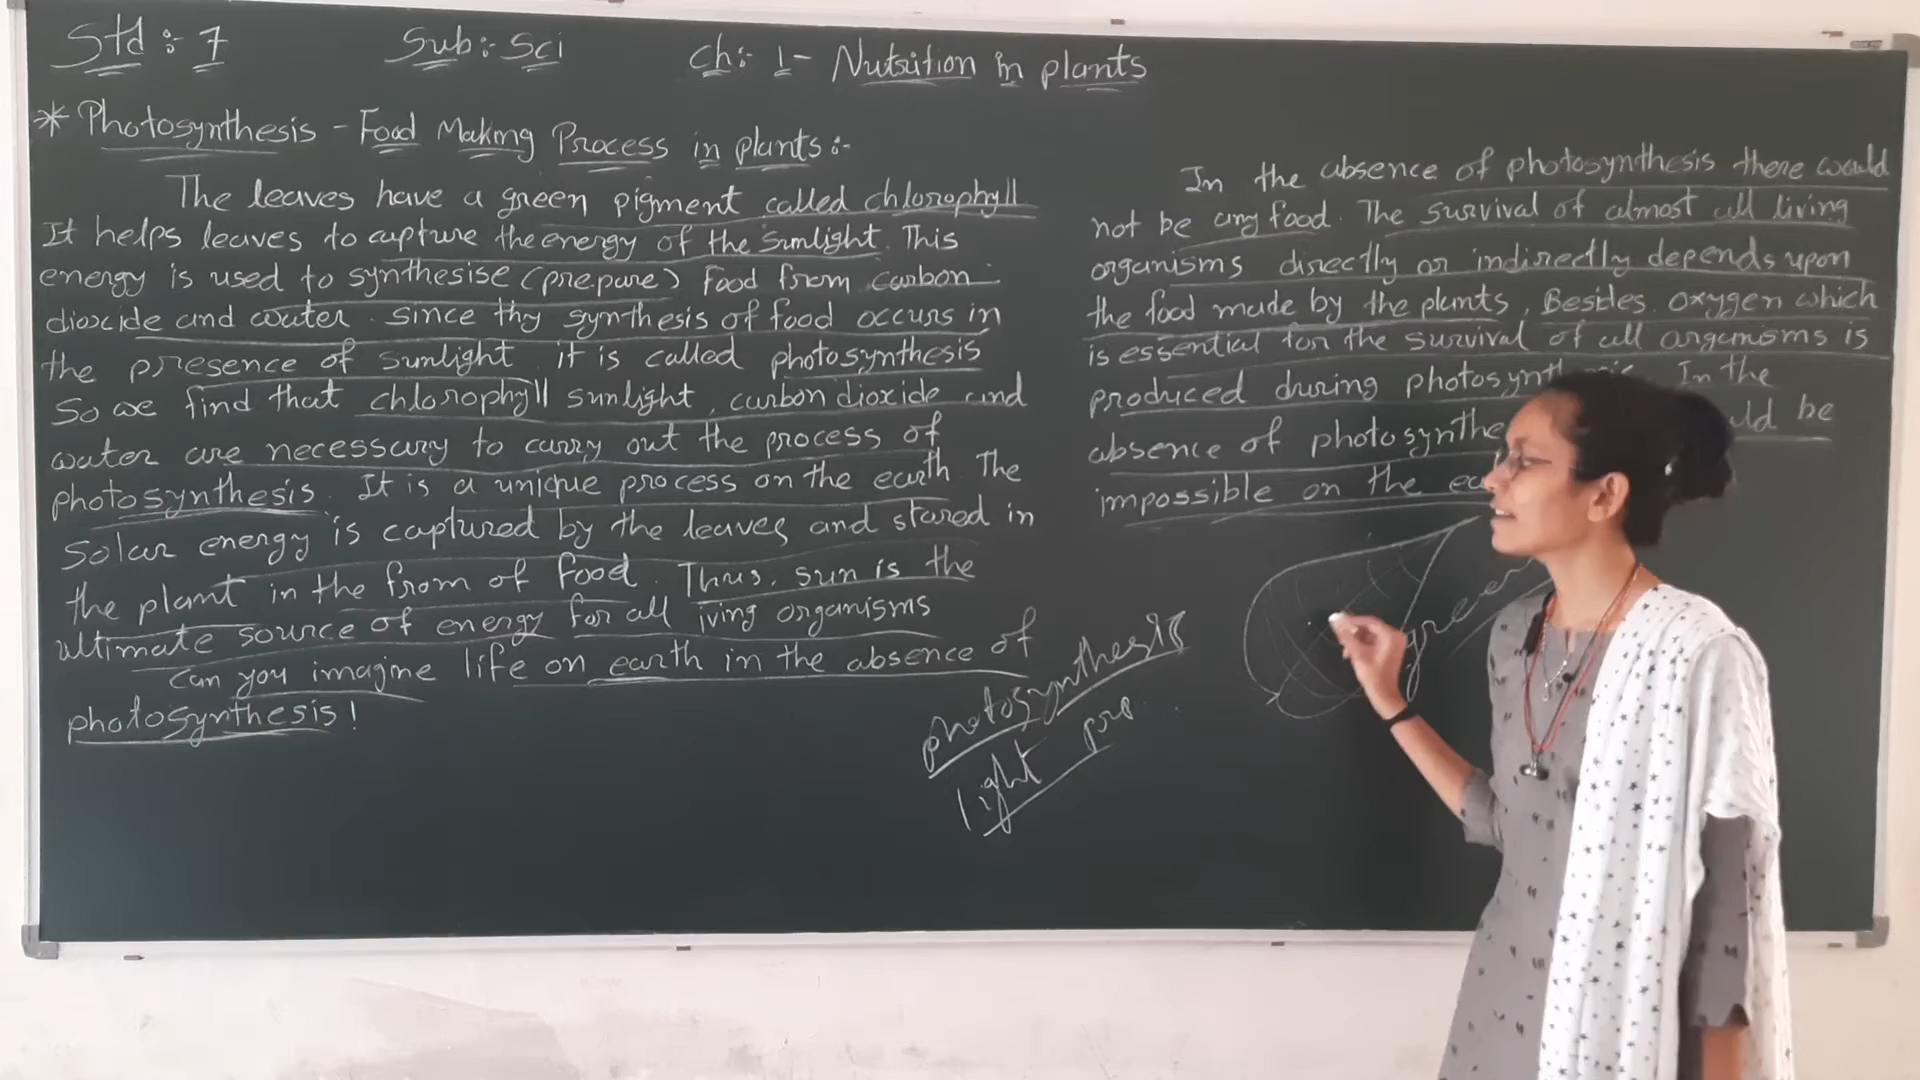 Std :- 7 Sub :- Sci Ch :- 1 - Nutrition in plants
* Photosynthesis - Food Making Process in plants :-
The leaves have a green pigment called chlorophyll
It helps leaves to capture the energy of the sunlight. This
energy is used to synthesise (prepare) food from carbon
dioxide and water. since thy synthesis of food occurs in
the presence of sunlight it is called photosynthesis
So we find that chlorophyll sunlight, carbon dioxide and
water are necessary to carry out the process of
photosynthesis. It is a unique process on the earth The
Solar energy is captured by the leaves and stared in
the plant in the from of food. Thus, sun is the
ultimate source of energy for all iving organisms
can you imagine life on earth in the absence of
photosynthesis!
In the absence of photosynthesis there would
not be any food. The survival of almost all living
organisms directly or indirectly depends upon
the food made by the plants, Besides. oxygen which
is essential for the survival of all organisms is
produced during photosynt In the
absence of photosynthe uld be
impossible on the ea
green
photosynthesis
light pro